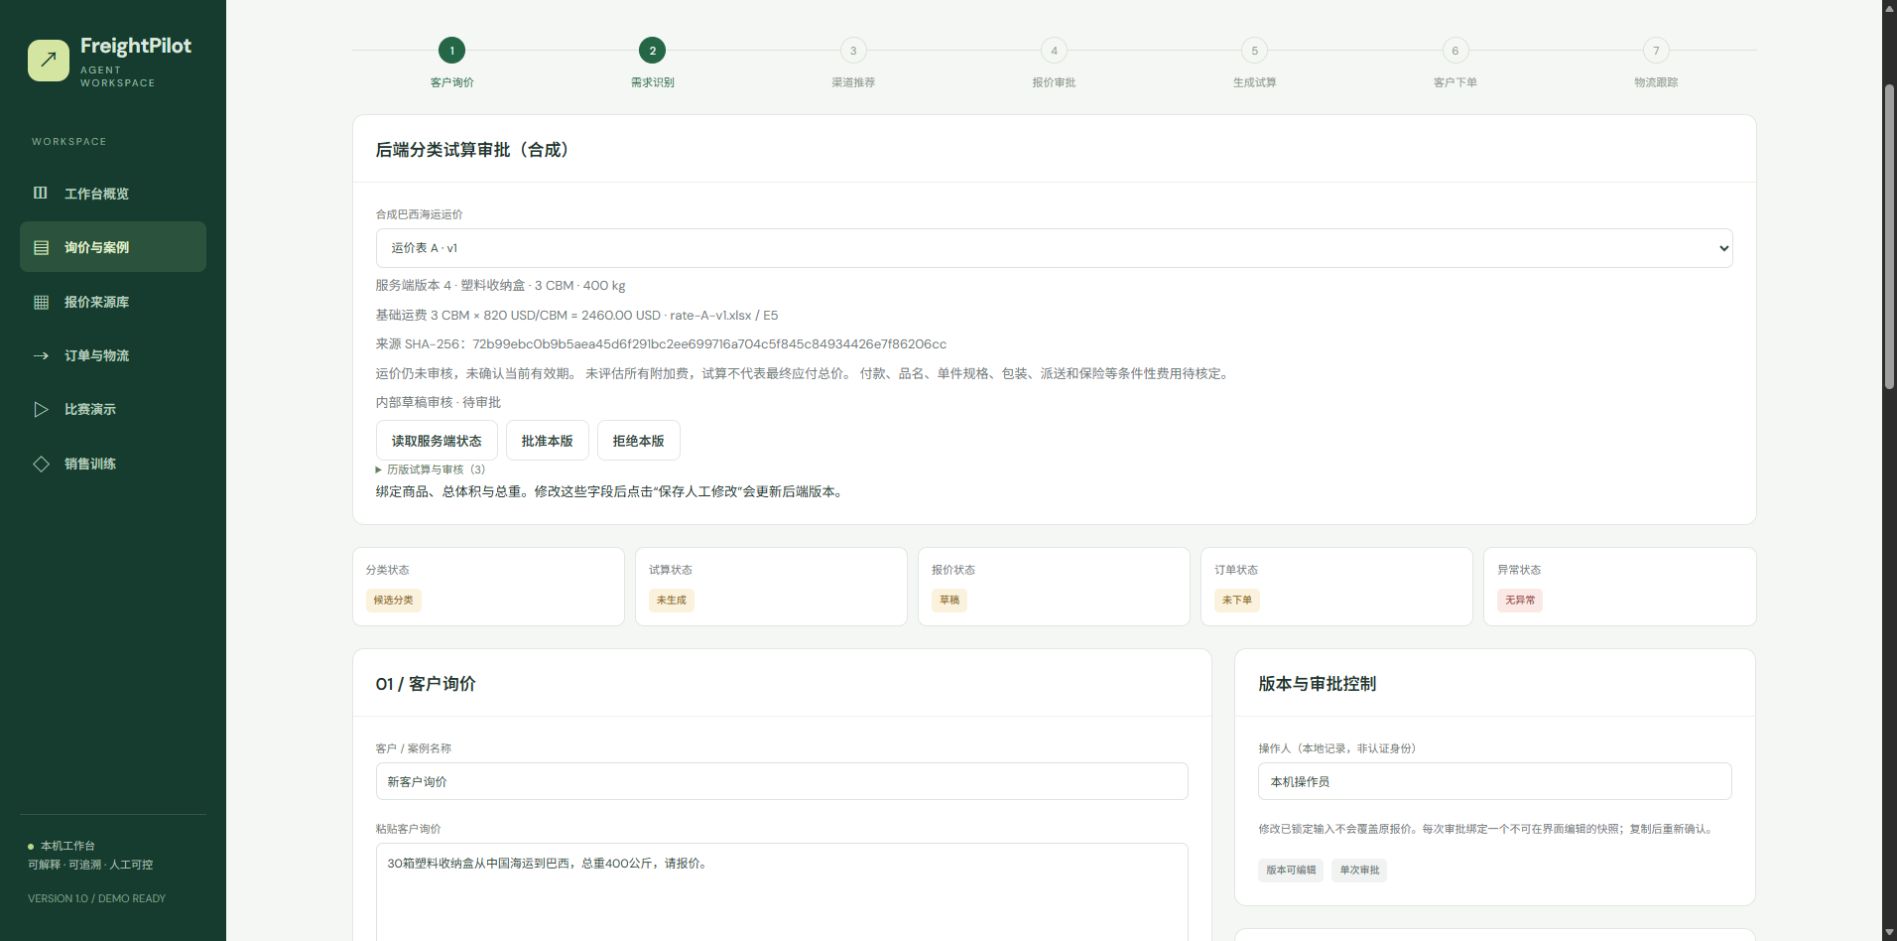 FreightPilot
AGENT
WORKSPACE
WORKSPACE
工作台概览
询价与案例
报价来源库
订单与物流
比赛演示
销售训练
本机工作台
可解释 · 可追溯 · 人工可控
VERSION 1.0 / DEMO READY
1
2
3
4
5
6
7
客户询价
需求识别
渠道推荐
报价审批
生成试算
客户下单
物流跟踪
后端分类试算审批（合成）
合成巴西海运运价
运价表 A · v1
服务端版本 4 · 塑料收纳盒 · 3 CBM · 400 kg
基础运费 3 CBM × 820 USD/CBM = 2460.00 USD · rate-A-v1.xlsx / E5
来源 SHA-256：72b99ebc0b9b5aea45d6f291bc2ee699716a704c5f845c84934426e7f86206cc
运价仍未审核，未确认当前有效期。 未评估所有附加费，试算不代表最终应付总价。 付款、品名、单件规格、包装、派送和保险等条件性费用待核定。
内部草稿审核 · 待审批
读取服务端状态
批准本版
拒绝本版
历版试算与审核（3）
绑定商品、总体积与总重。修改这些字段后点击“保存人工修改”会更新后端版本。
分类状态
候选分类
试算状态
未生成
报价状态
草稿
订单状态
未下单
异常状态
无异常
01 / 客户询价
客户 / 案例名称
新客户询价
粘贴客户询价
30箱塑料收纳盒从中国海运到巴西，总重400公斤，请报价。
版本与审批控制
操作人（本地记录，非认证身份）
本机操作员
修改已锁定输入不会覆盖原报价。每次审批绑定一个不可在界面编辑的快照；复制后重新确认。
版本可编辑
单次审批